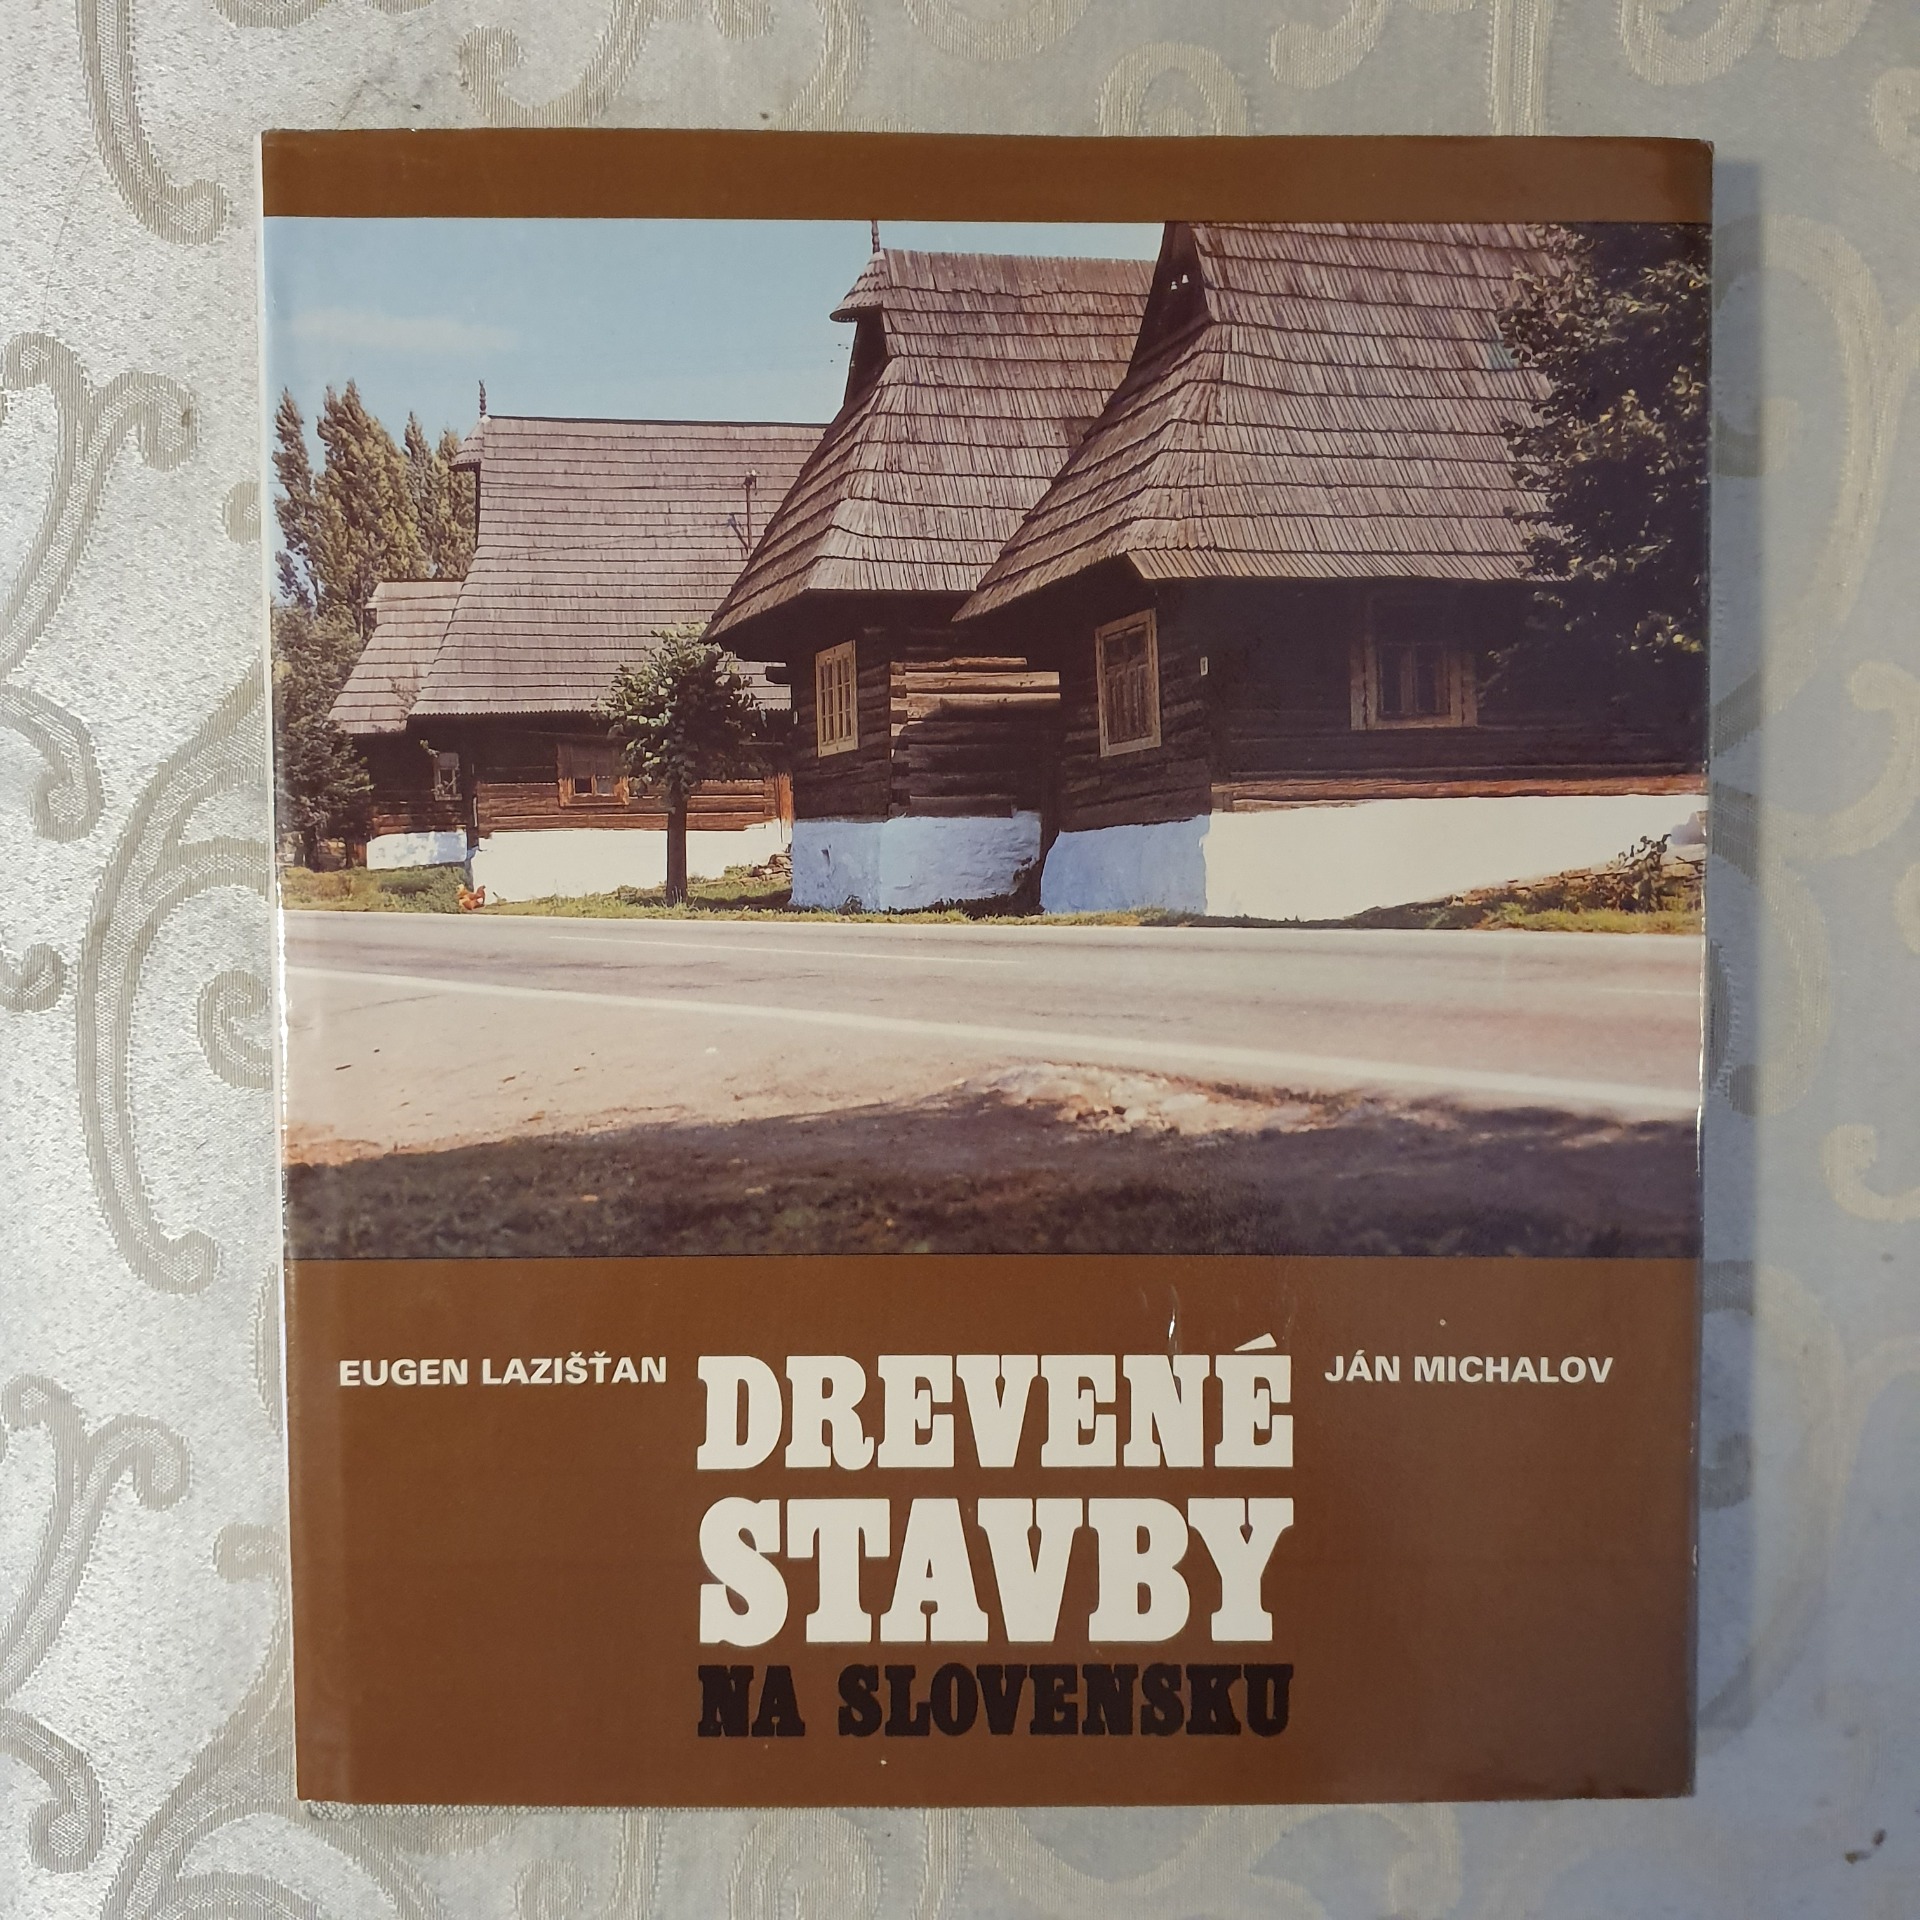 EUGEN LAZIŠŤAN
DREVENÉ
STAVBY
NA SLOVENSKU
JÁN MICHALOV